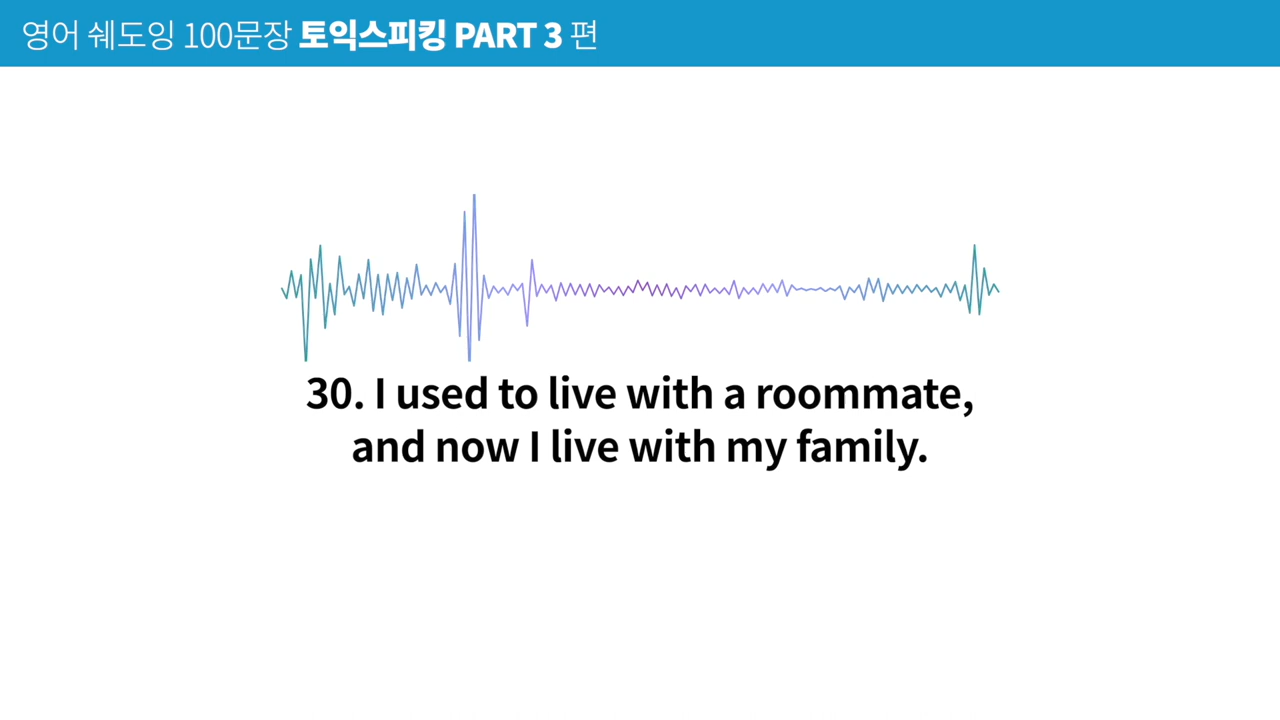 영어 쉐도잉 100문장 토익스피킹 PART 3 편
30. I used to live with a roommate,
and now I live with my family.